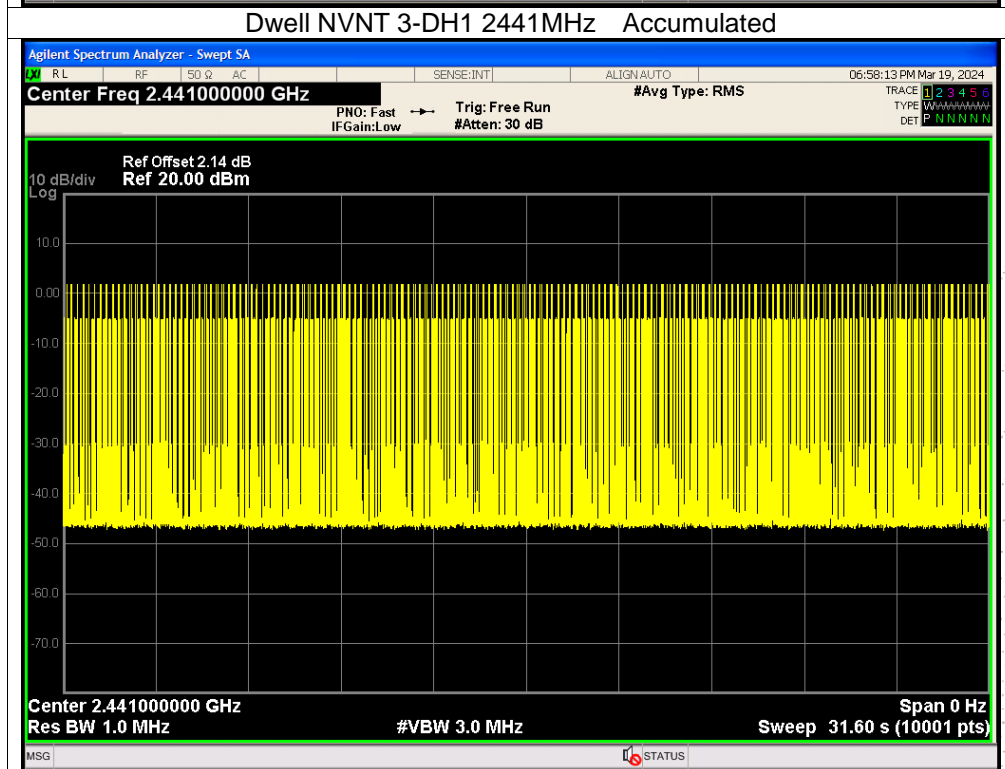 Dwell NVNT 3-DH1 2441MHz Accumulated
Agilent Spectrum Analyzer - Swept SA
LXI RL RF 50 Ω AC SENSE:INT ALIGN AUTO 06:58:13 PM Mar 19, 2024
Center Freq 2.441000000 GHz #Avg Type: RMS TRACE 1 2 3 4 5 6
PNO: Fast Trig: Free Run TYPE WWWWWW
IFGain:Low #Atten: 30 dB DET P N N N N N
Ref Offset 2.14 dB
10 dB/div Ref 20.00 dBm
Log
10.0
0.00
-10.0
-20.0
-30.0
-40.0
-50.0
-60.0
-70.0
Center 2.441000000 GHz Span 0 Hz
Res BW 1.0 MHz #VBW 3.0 MHz Sweep 31.60 s (10001 pts)
MSG STATUS